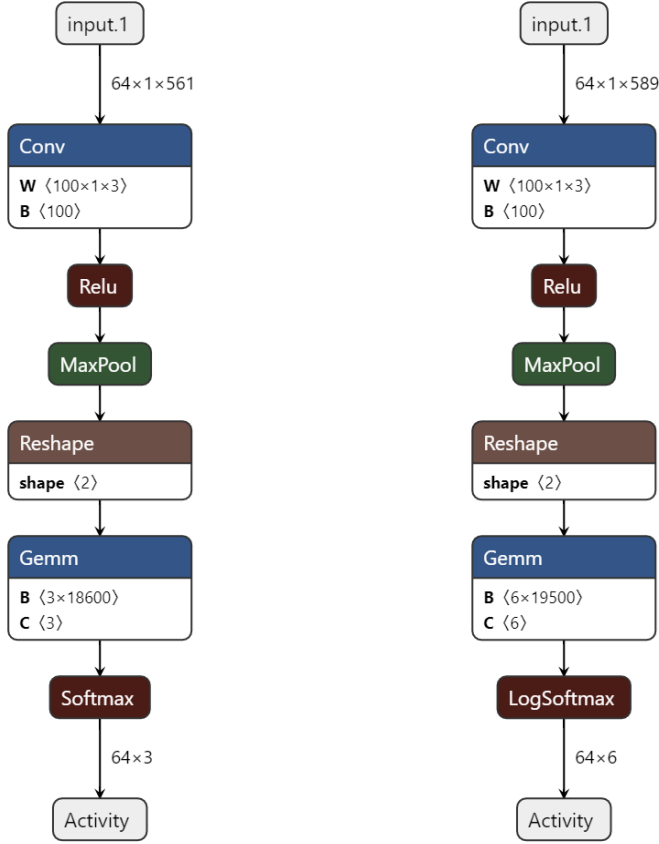 input.1
64×1×561
Conv
W ⟨100×1×3⟩
B ⟨100⟩
Relu
MaxPool
Reshape
shape ⟨2⟩
Gemm
B ⟨3×18600⟩
C ⟨3⟩
Softmax
64×3
Activity
input.1
64×1×589
Conv
W ⟨100×1×3⟩
B ⟨100⟩
Relu
MaxPool
Reshape
shape ⟨2⟩
Gemm
B ⟨6×19500⟩
C ⟨6⟩
LogSoftmax
64×6
Activity